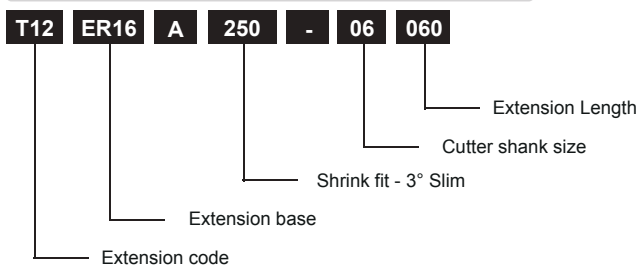 T12 ER16 A 250 - 06 060
Extension Length
Cutter shank size
Shrink fit - 3° Slim
Extension base
Extension code